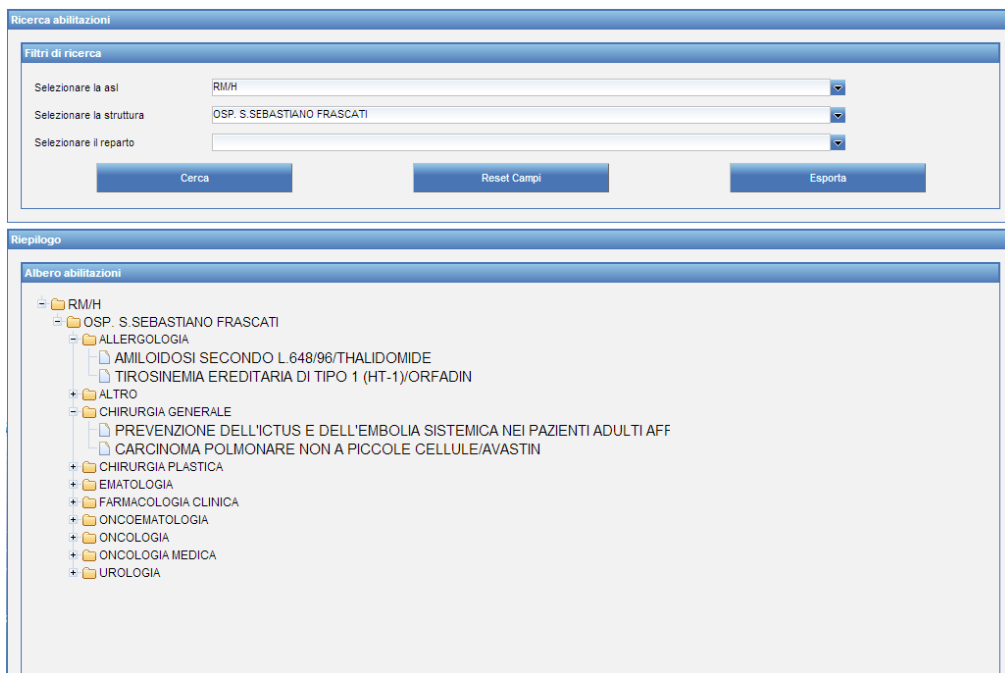 Ricerca abilitazioni
Filtri di ricerca
Selezionare la asl RM/H
Selezionare la struttura OSP. S.SEBASTIANO FRASCATI
Selezionare il reparto
Cerca Reset Campi Esporta
Riepilogo
Albero abilitazioni
RM/H
OSP. S.SEBASTIANO FRASCATI
ALLERGOLOGIA
AMILOIDOSI SECONDO L.648/96/THALIDOMIDE
TIROSINEMIA EREDITARIA DI TIPO 1 (HT-1)/ORFADIN
ALTRO
CHIRURGIA GENERALE
PREVENZIONE DELL'ICTUS E DELL'EMBOLIA SISTEMICA NEI PAZIENTI ADULTI AFF
CARCINOMA POLMONARE NON A PICCOLE CELLULE/AVASTIN
CHIRURGIA PLASTICA
EMATOLOGIA
FARMACOLOGIA CLINICA
ONCOEMATOLOGIA
ONCOLOGIA
ONCOLOGIA MEDICA
UROLOGIA